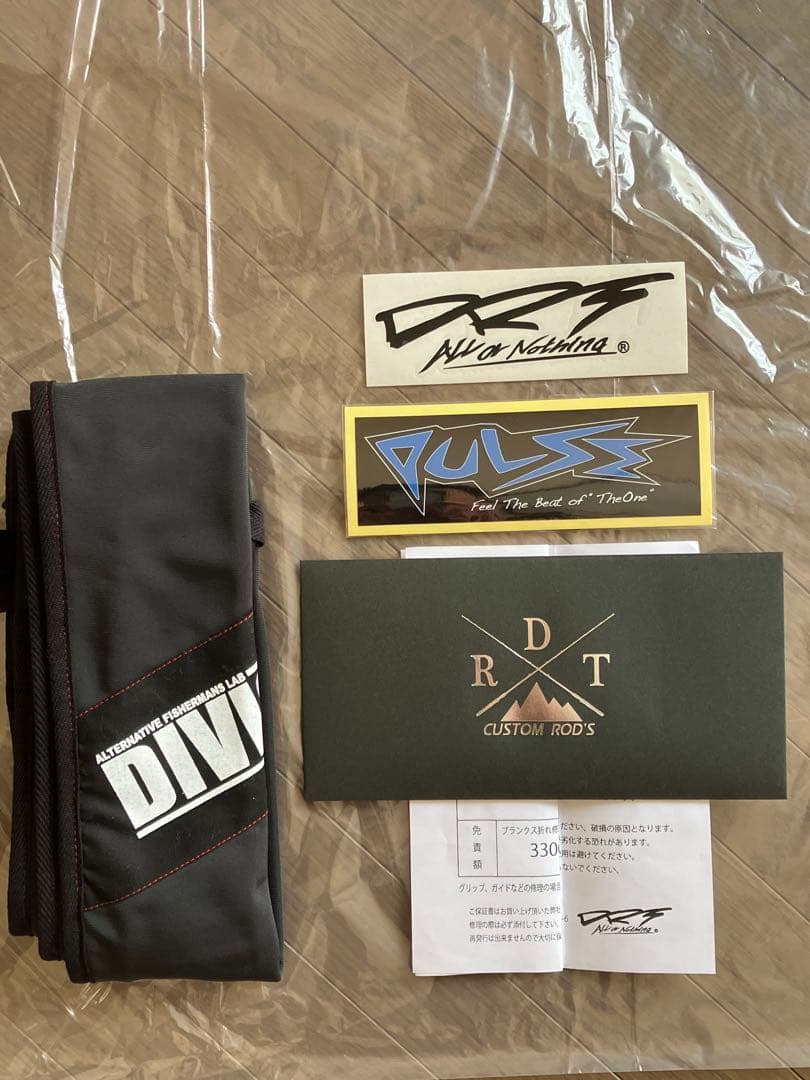 DRT
All or Nothing ®
PULSE
Feel The Beat of "TheOne"
D
R T
CUSTOM ROD'S
ALTERNATIVE FISHERMANS LAB
DIVI
免責額
ブランクス折れ修
330
ださい、破損の原因となります。
劣化する恐れがあります。
用は避けてください。
ないでください。
グリップ、ガイドなどの修理の場合
ご保証書はお買い上げ頂いた弊社
修理の際は必ず添付して下さい。
再発行は出来ませんので大切に保
-6
DRT
All or Nothing ®